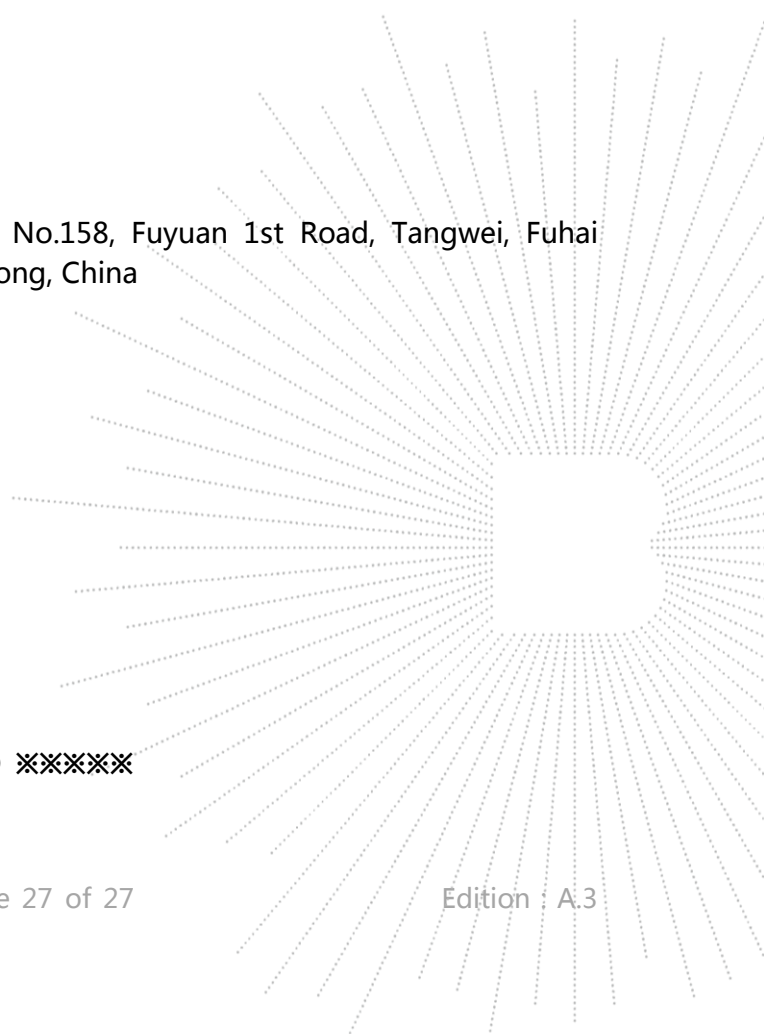 No.158, Fuyuan 1st Road, Tangwei, Fuhai
ong, China
※※※※※
e 27 of 27 Edition : A.3